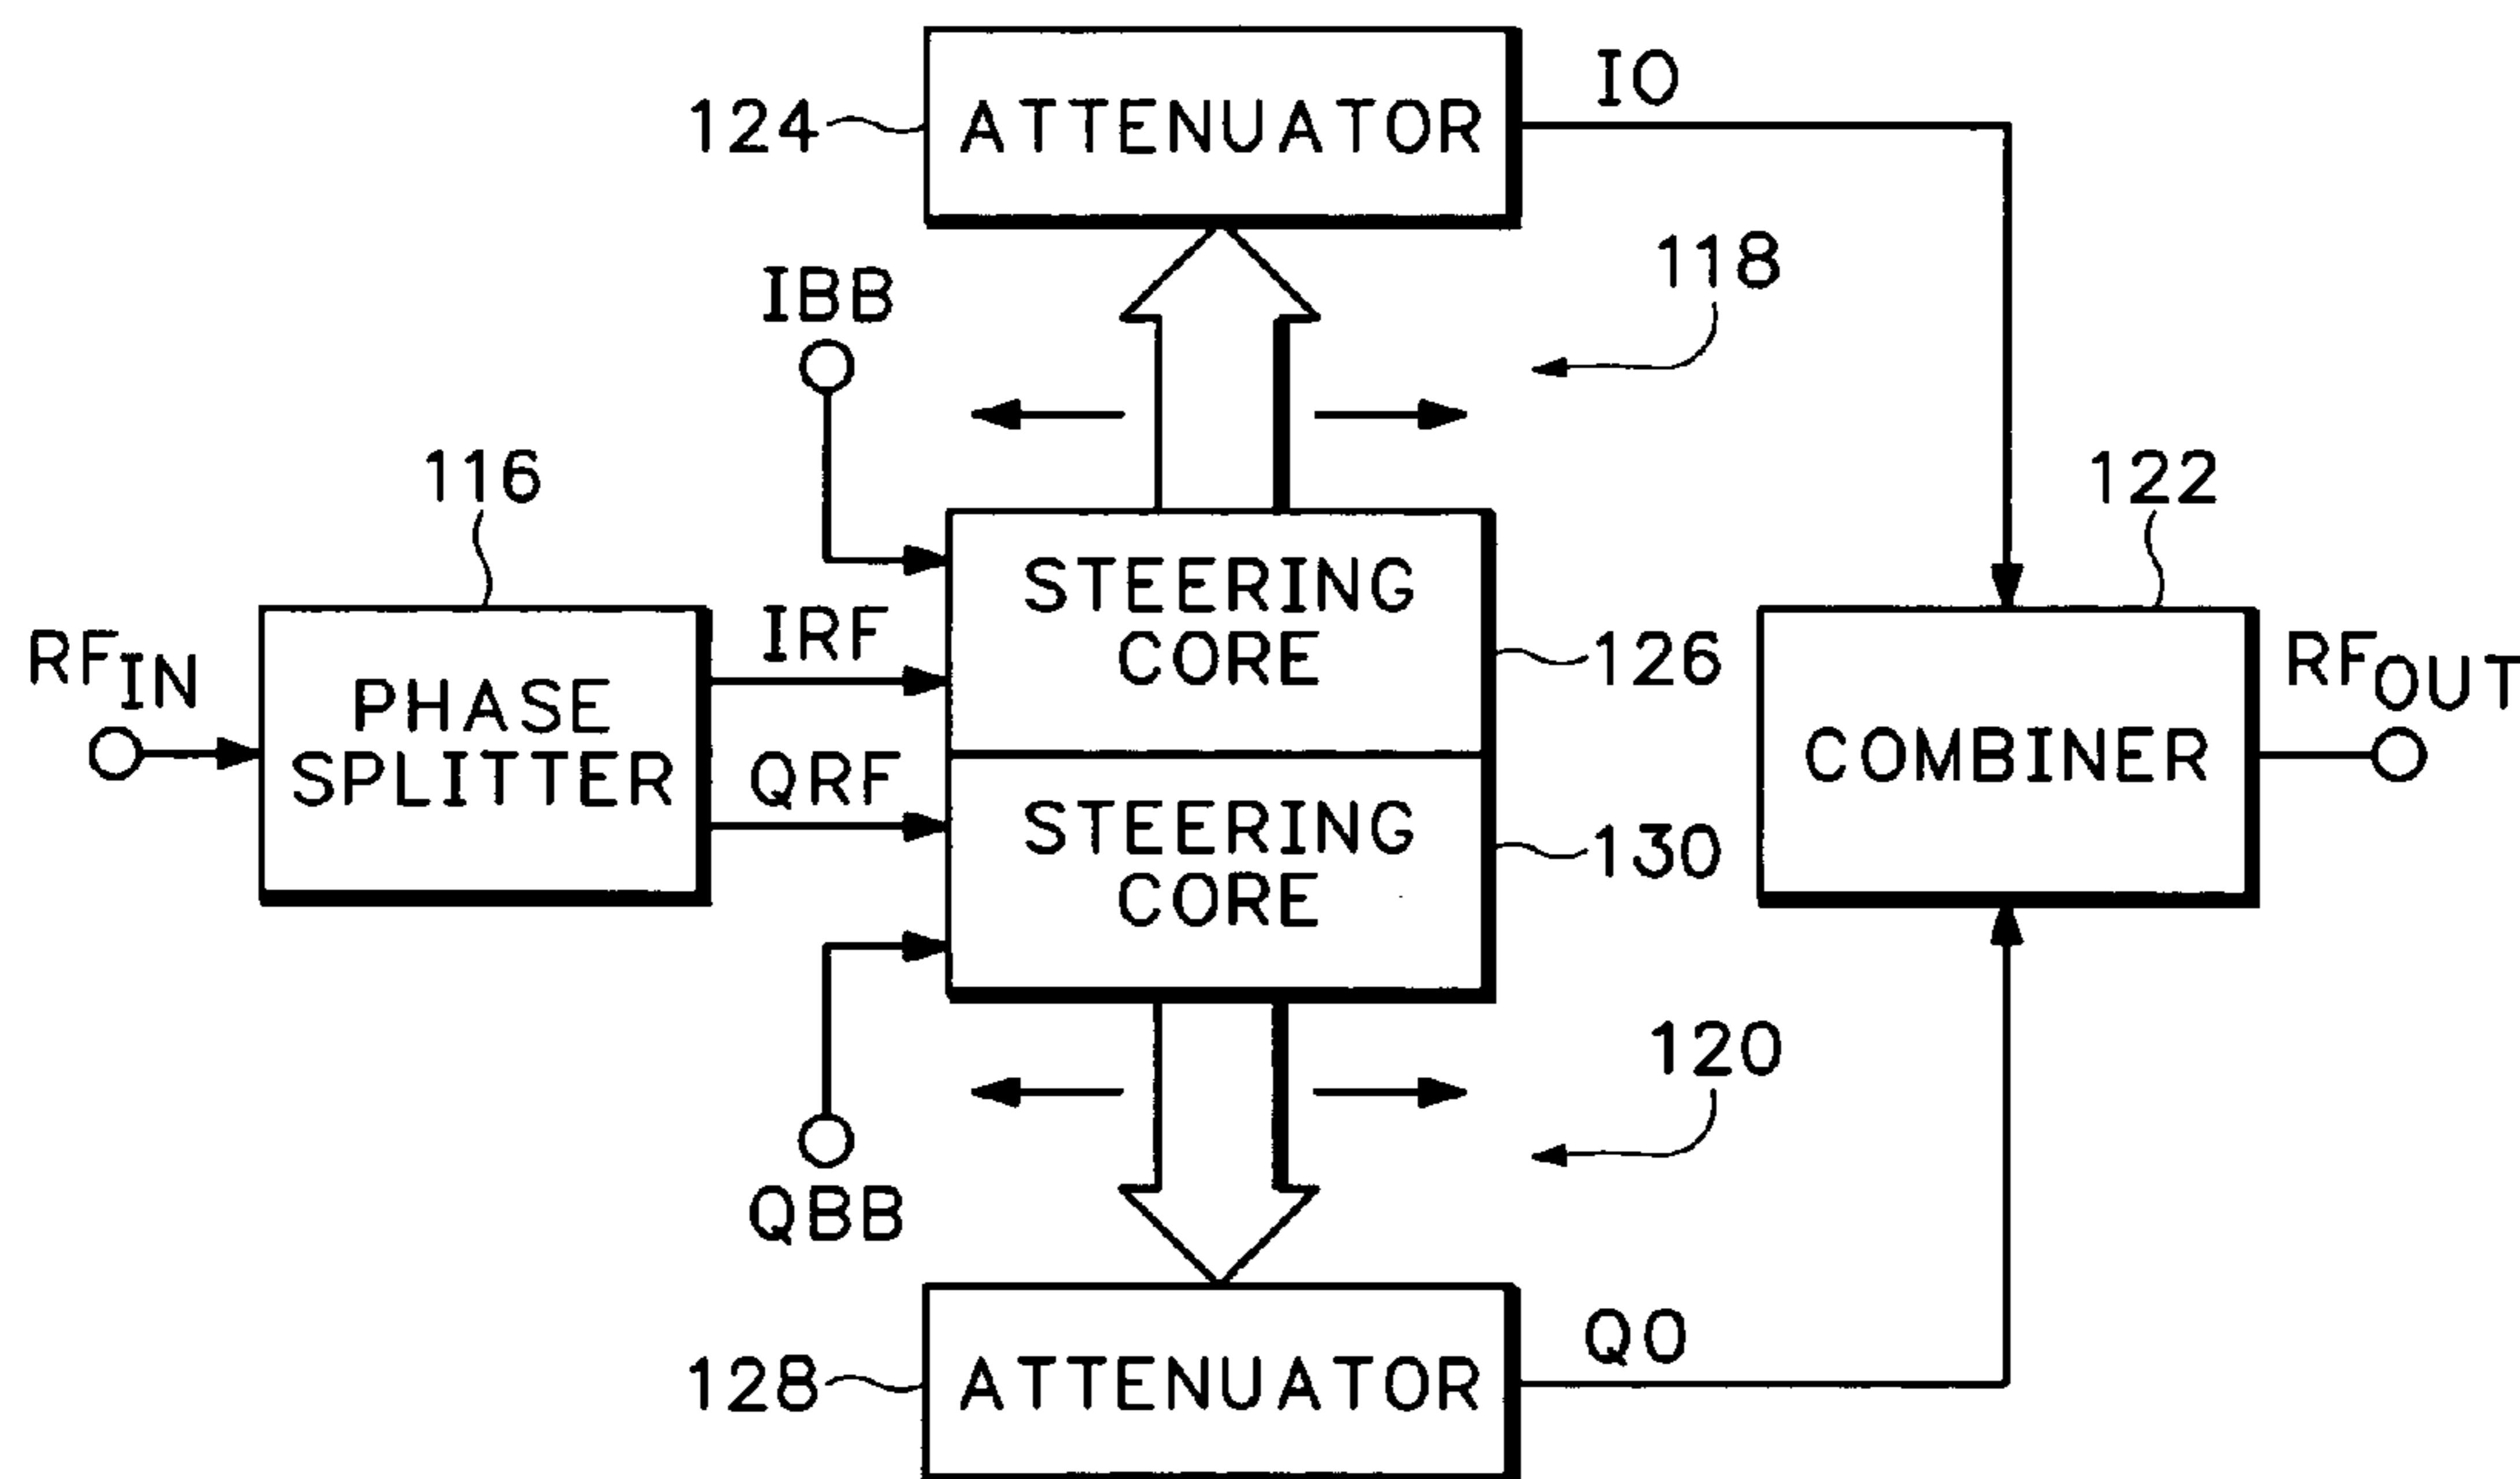 124
ATTENUATOR
IO
IBB
118
116
122
STEERING
CORE
126
IRF
RFIN
PHASE
SPLITTER
QRF
STEERING
CORE
130
COMBINER
RFOUT
120
QBB
128
ATTENUATOR
QO